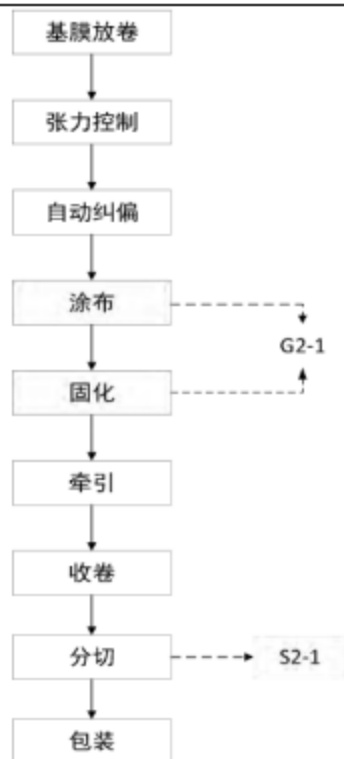 基膜放卷
张力控制
自动纠偏
涂布
G2-1
固化
牵引
收卷
分切
S2-1
包装